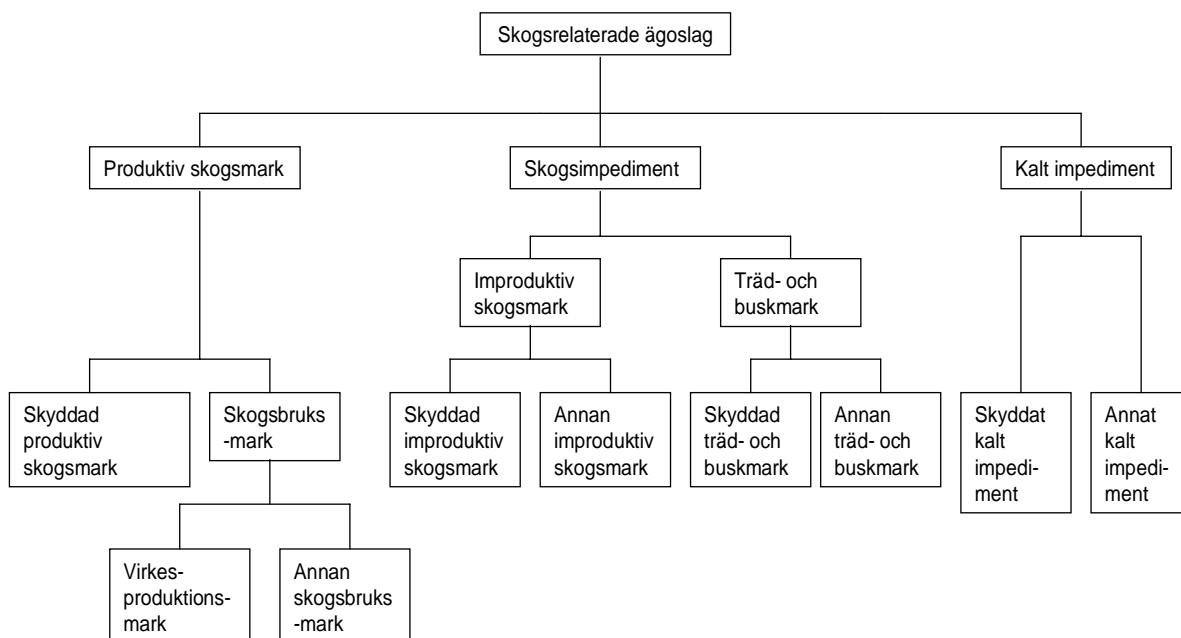 Skogsrelaterade ägoslag
Produktiv skogsmark
Skogsimpediment
Kalt impediment
Improduktiv
skogsmark
Träd- och
buskmark
Skyddad
produktiv
skogsmark
Skogsbruks
-mark
Skyddad
improduktiv
skogsmark
Annan
improduktiv
skogsmark
Skyddad
träd- och
buskmark
Annan
träd- och
buskmark
Skyddat
kalt
impedi-
ment
Annat
kalt
impedi-
ment
Virkes-
produktions-
mark
Annan
skogsbruks
-mark